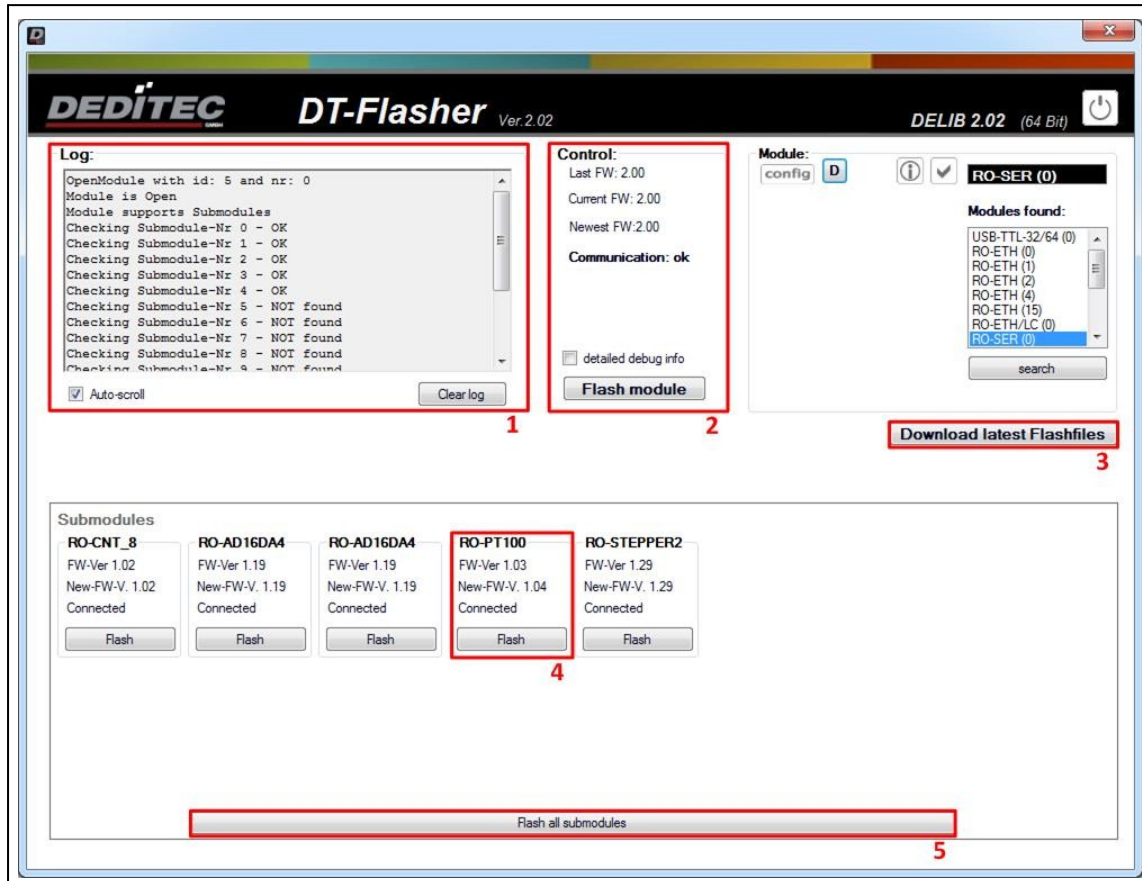 DEDITEC
GMBH
DT-Flasher Ver. 2.02
DELIB 2.02 (64 Bit)
Log:
OpenModule with id: 5 and nr: 0
Module is Open
Module supports Submodules
Checking Submodule-Nr 0 - OK
Checking Submodule-Nr 1 - OK
Checking Submodule-Nr 2 - OK
Checking Submodule-Nr 3 - OK
Checking Submodule-Nr 4 - OK
Checking Submodule-Nr 5 - NOT found
Checking Submodule-Nr 6 - NOT found
Checking Submodule-Nr 7 - NOT found
Checking Submodule-Nr 8 - NOT found
Checking Submodule-Nr 9 - NOT found
Auto-scroll
Clear log
1
Control:
Last FW: 2.00
Current FW: 2.00
Newest FW:2.00
Communication: ok
detailed debug info
Flash module
2
Module:
config D
RO-SER (0)
Modules found:
USB-TTL-32/64 (0)
RO-ETH (0)
RO-ETH (1)
RO-ETH (2)
RO-ETH (4)
RO-ETH (15)
RO-ETH/LC (0)
RO-SER (0)
search
Download latest Flashfiles
3
Submodules
RO-CNT_8
FW-Ver 1.02
New-FW-V. 1.02
Connected
Flash
RO-AD16DA4
FW-Ver 1.19
New-FW-V. 1.19
Connected
Flash
RO-AD16DA4
FW-Ver 1.19
New-FW-V. 1.19
Connected
Flash
RO-PT100
FW-Ver 1.03
New-FW-V. 1.04
Connected
Flash
4
RO-STEPPER2
FW-Ver 1.29
New-FW-V. 1.29
Connected
Flash
Flash all submodules
5